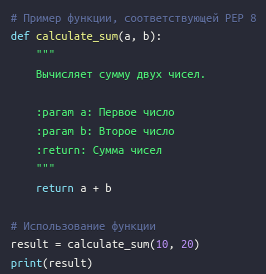 # Пример функции, соответствующей PEP 8
def calculate_sum(a, b):
    """
    Вычисляет сумму двух чисел.

    :param a: Первое число
    :param b: Второе число
    :return: Сумма чисел
    """
    return a + b

# Использование функции
result = calculate_sum(10, 20)
print(result)